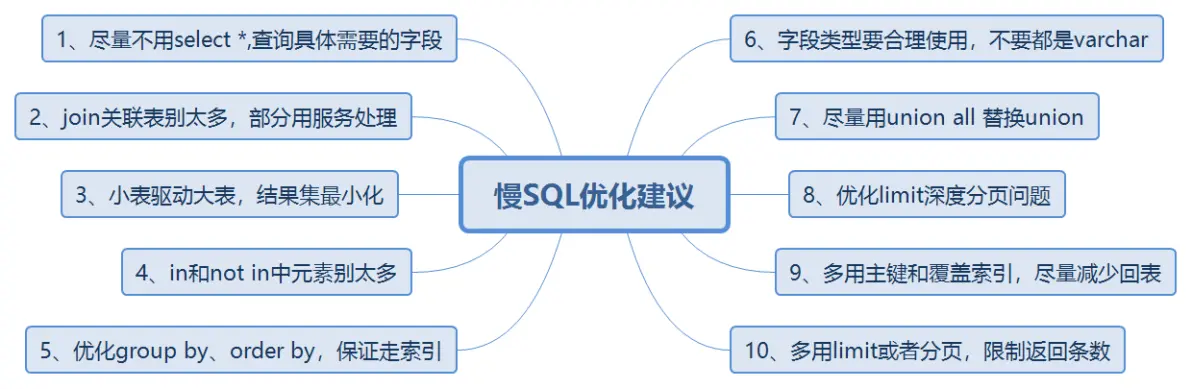 慢SQL优化建议
1、尽量不用select *,查询具体需要的字段
2、join关联表别太多，部分用服务处理
3、小表驱动大表，结果集最小化
4、in和not in中元素别太多
5、优化group by、order by，保证走索引
6、字段类型要合理使用，不要都是varchar
7、尽量用union all 替换union
8、优化limit深度分页问题
9、多用主键和覆盖索引，尽量减少回表
10、多用limit或者分页，限制返回条数